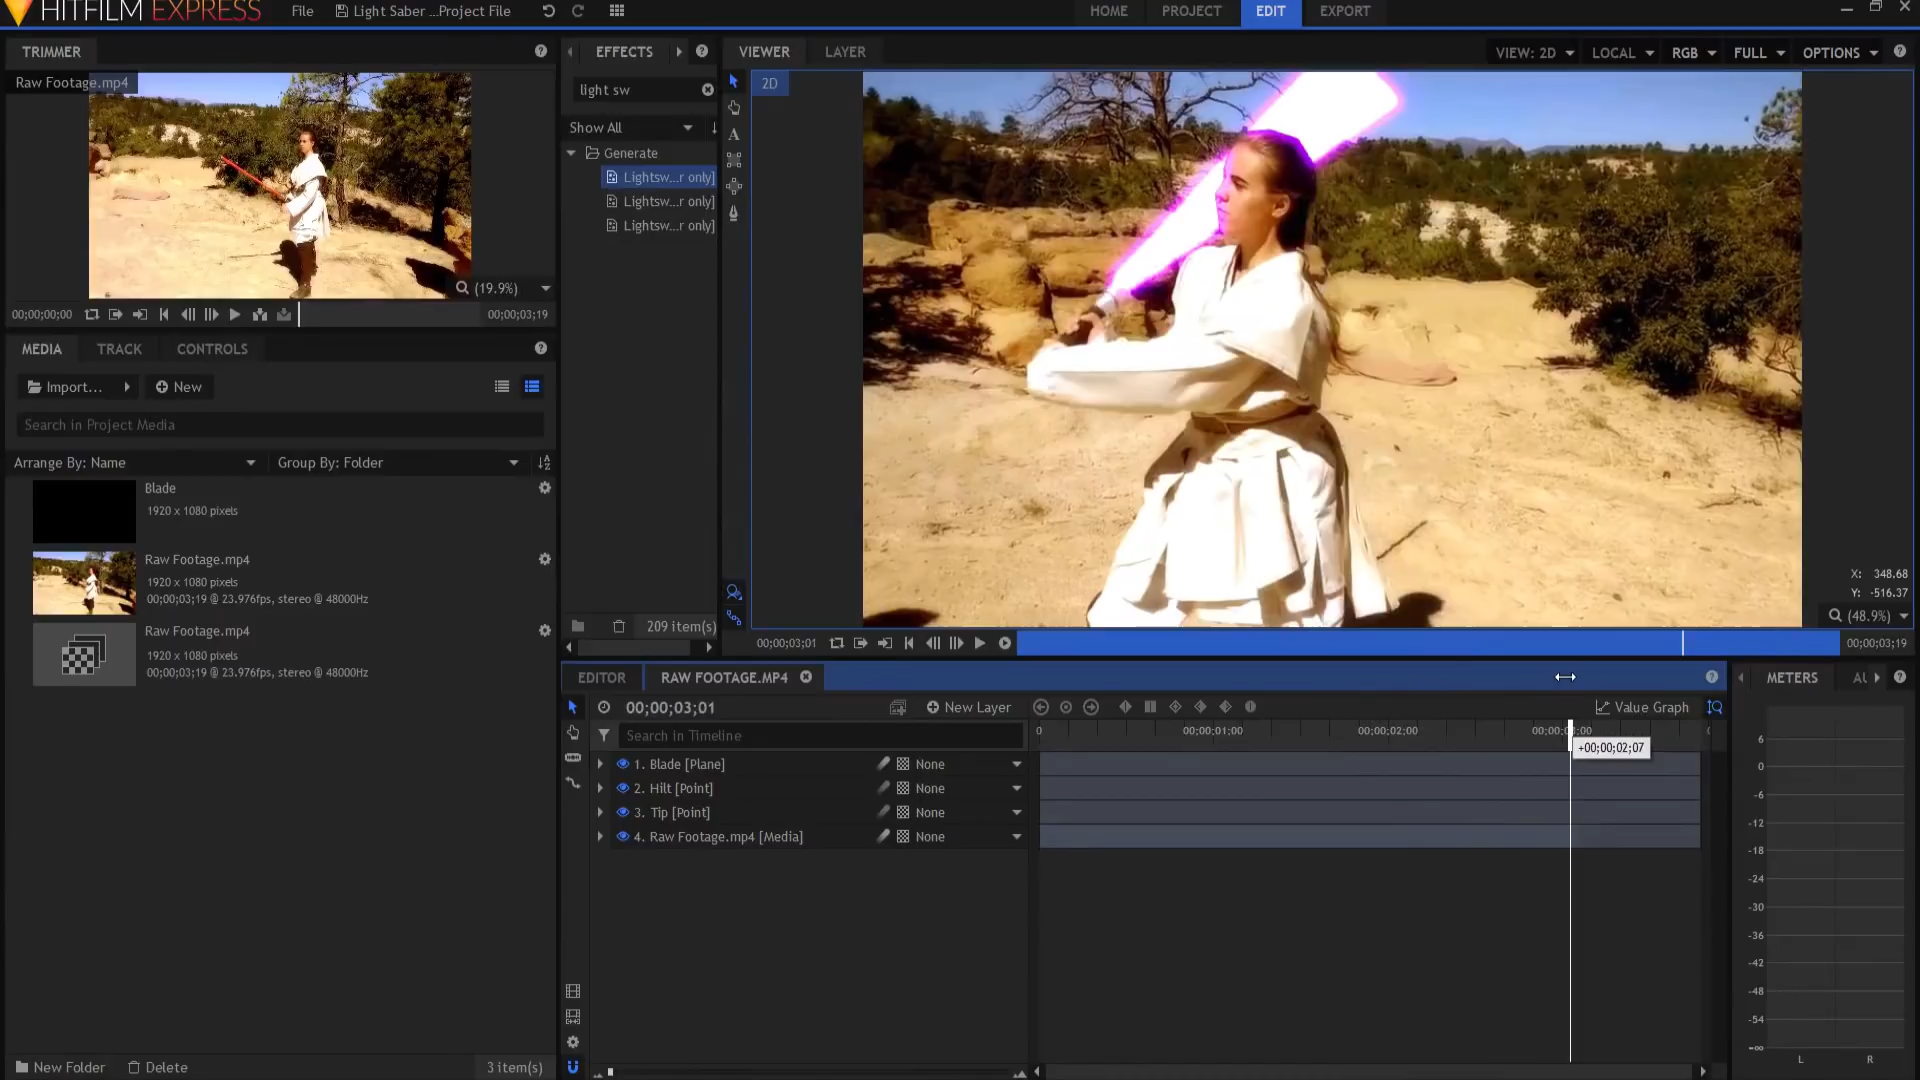 HITFILM EXPRESS
File
Light Saber ...Project File
HOME
PROJECT
EDIT
EXPORT
TRIMMER
Raw Footage.mp4
(19.9%)
00;00;00;00
00;00;03;19
MEDIA
TRACK
CONTROLS
Import...
New
Search in Project Media
Arrange By: Name
Group By: Folder
Blade
1920 x 1080 pixels
Raw Footage.mp4
1920 x 1080 pixels
00;00;03;19 @ 23.976fps, stereo @ 48000Hz
Raw Footage.mp4
1920 x 1080 pixels
00;00;03;19 @ 23.976fps, stereo @ 48000Hz
New Folder
Delete
3 item(s)
EFFECTS
light sw
Show All
Generate
Lightsw...r only]
Lightsw...r only]
Lightsw...r only]
209 item(s)
VIEWER
LAYER
VIEW: 2D
LOCAL
RGB
FULL
OPTIONS
2D
X: 348.68
Y: -516.37
(48.9%)
00;00;03;01
00;00;03;19
EDITOR
RAW FOOTAGE.MP4
00;00;03;01
New Layer
Value Graph
Search in Timeline
0
00;00;01;00
00;00;02;00
+00;00;02;07
1. Blade [Plane]
None
2. Hilt [Point]
None
3. Tip [Point]
None
4. Raw Footage.mp4 [Media]
None
METERS
6
0
-6
-12
-18
-24
-30
-36
-42
-48
-54
-∞
L
R